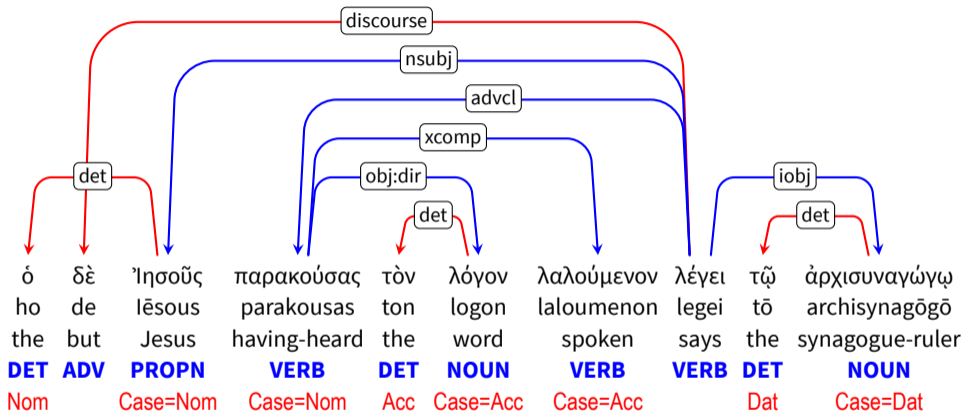 discourse
nsubj
advcl
xcomp
det obj:dir iobj
det det
ὁ δὲ Ἰησοῦς παρακούσας τὸν λόγον λαλούμενον λέγει τῷ ἀρχισυναγώγῳ
ho de Iēsous parakousas ton logon laloumenon legei tō archisynagōgō
the but Jesus having-heard the word spoken says the synagogue-ruler
DET ADV PROPN VERB DET NOUN VERB VERB DET NOUN
Nom Case=Nom Case=Nom Acc Case=Acc Case=Acc Dat Case=Dat